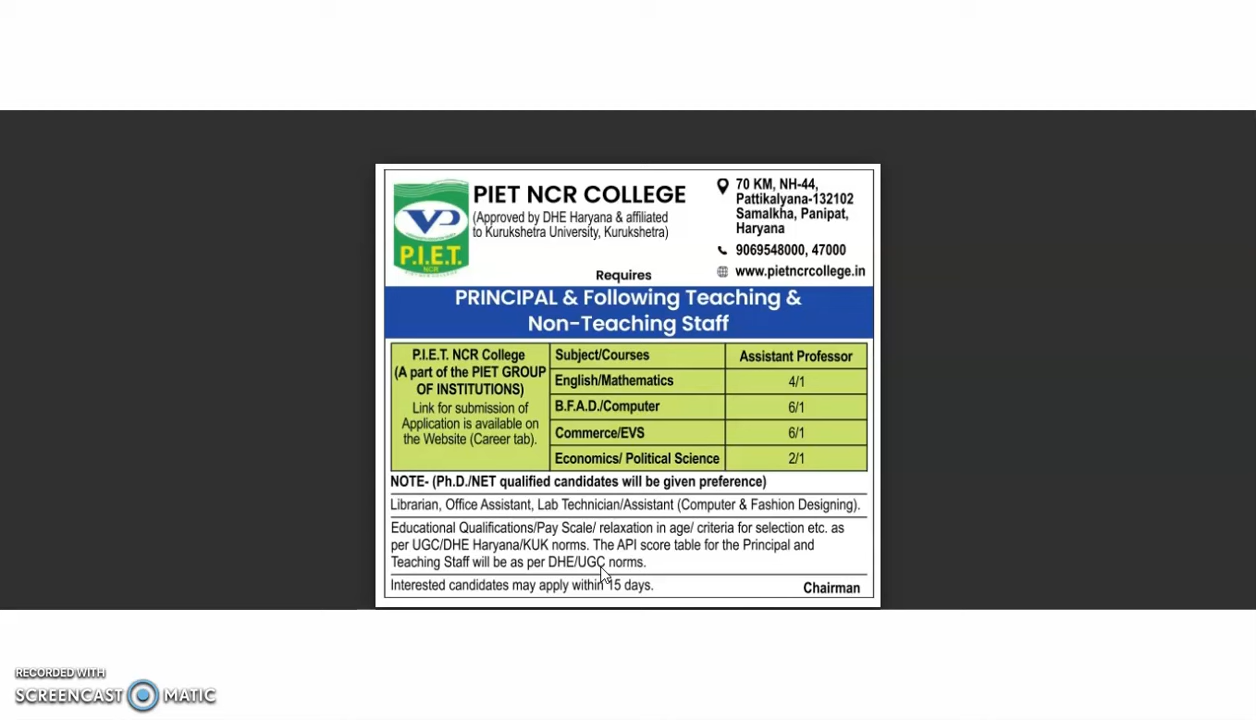 PIET NCR COLLEGE
(Approved by DHE Haryana & affiliated
to Kurukshetra University, Kurukshetra)
70 KM, NH-44,
Pattikalyana-132102
Samalkha, Panipat,
Haryana
9069548000, 47000
www.pietncrcollege.in
VP
P.I.E.T.
NCR
Requires
PRINCIPAL & Following Teaching &
Non-Teaching Staff
P.I.E.T. NCR College
(A part of the PIET GROUP
OF INSTITUTIONS)
Link for submission of
Application is available on
the Website (Career tab).
Subject/Courses Assistant Professor
English/Mathematics 4/1
B.F.A.D./Computer 6/1
Commerce/EVS 6/1
Economics/ Political Science 2/1
NOTE- (Ph.D./NET qualified candidates will be given preference)
Librarian, Office Assistant, Lab Technician/Assistant (Computer & Fashion Designing).
Educational Qualifications/Pay Scale/ relaxation in age/ criteria for selection etc. as
per UGC/DHE Haryana/KUK norms. The API score table for the Principal and
Teaching Staff will be as per DHE/UGC norms.
Interested candidates may apply within 15 days.
Chairman
RECORDED WITH
SCREENCAST MATIC